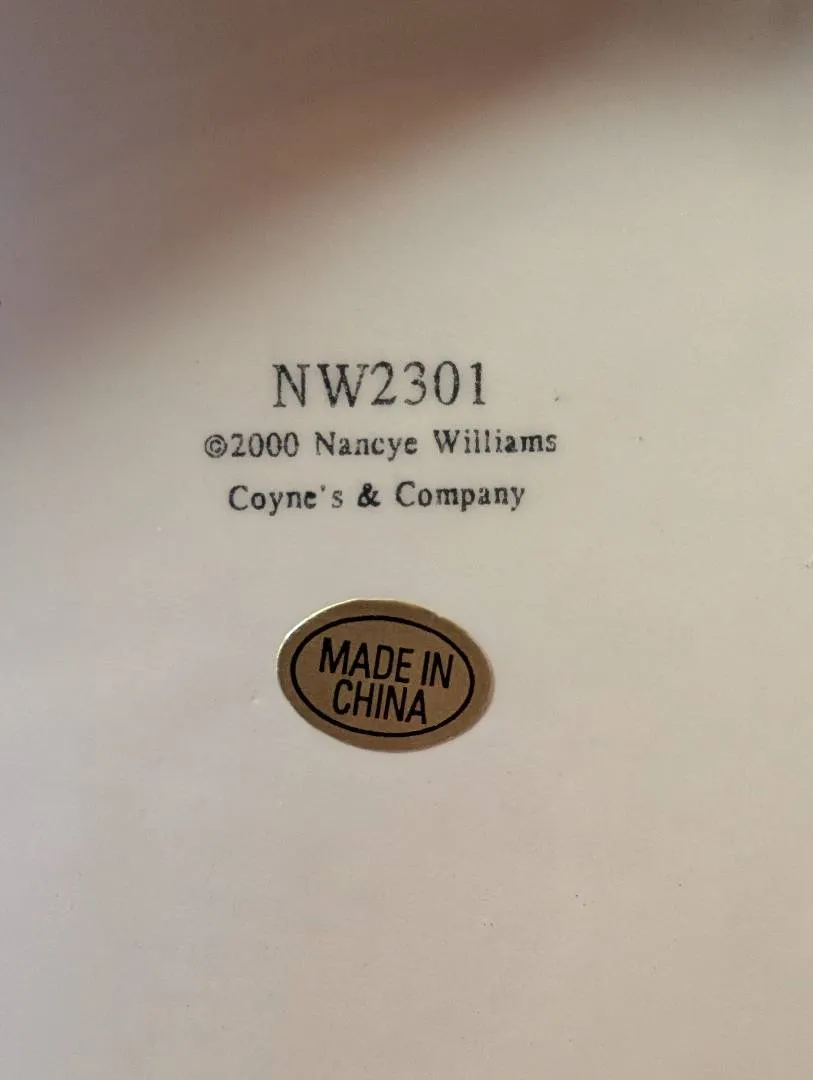 NW2301
©2000 Nancye Williams
Coyne's & Company
MADE IN
CHINA